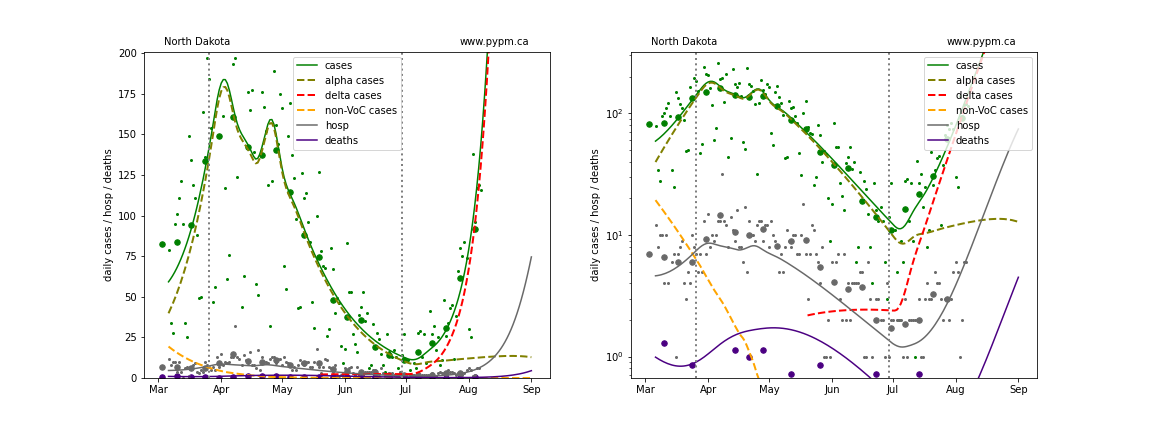 North Dakota www.pypm.ca
daily cases / hosp / deaths
200
175
150
125
100
75
50
25
0
Mar Apr May Jun Jul Aug Sep
cases
alpha cases
delta cases
non-VoC cases
hosp
deaths
North Dakota www.pypm.ca
daily cases / hosp / deaths
10²
10¹
10⁰
Mar Apr May Jun Jul Aug Sep
cases
alpha cases
delta cases
non-VoC cases
hosp
deaths